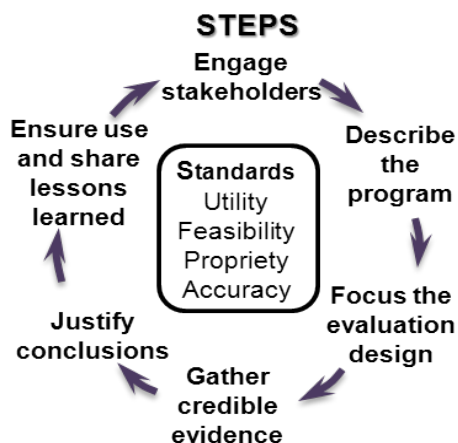 STEPS
Engage
stakeholders
Describe
the
program
Focus the
evaluation
design
Gather
credible
evidence
Justify
conclusions
Ensure use
and share
lessons
learned
Standards
Utility
Feasibility
Propriety
Accuracy